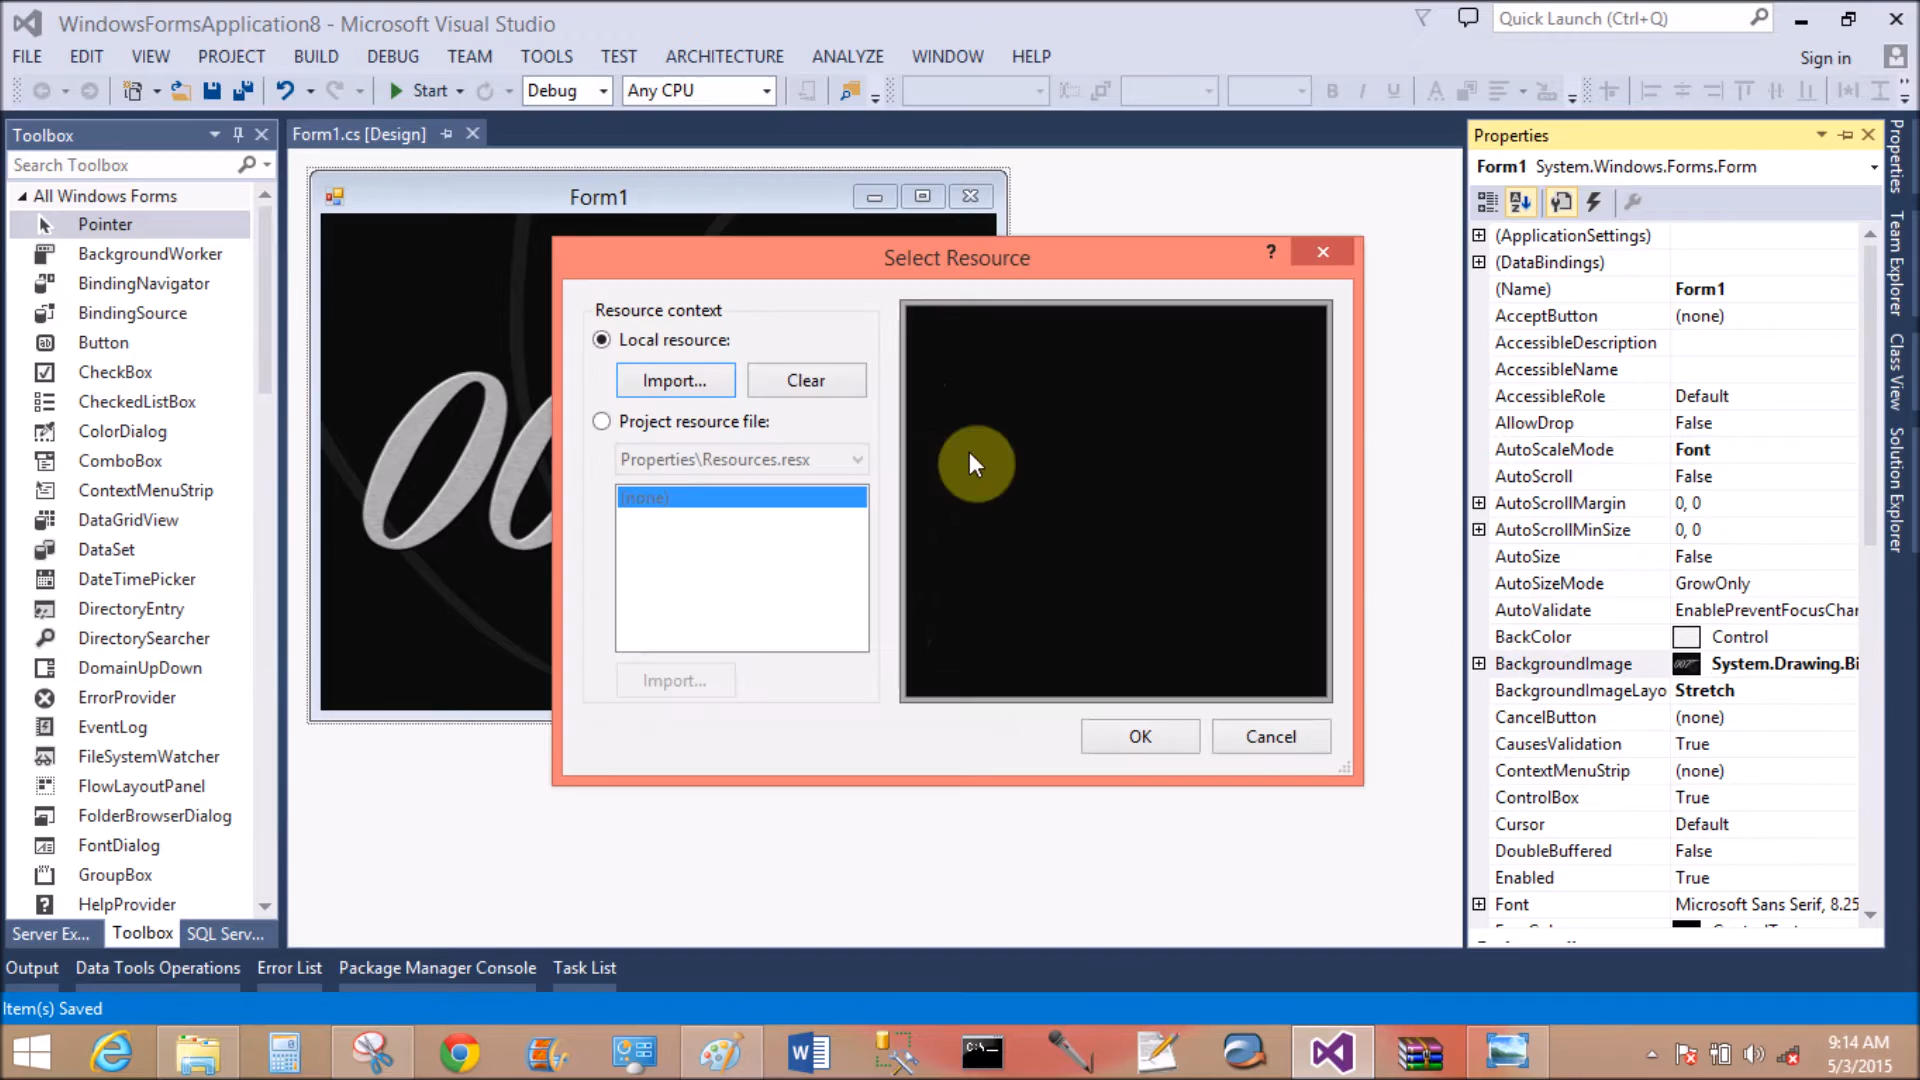 WindowsFormsApplication8 - Microsoft Visual Studio
Quick Launch (Ctrl+Q)
FILE EDIT VIEW PROJECT BUILD DEBUG TEAM TOOLS TEST ARCHITECTURE ANALYZE WINDOW HELP
Sign in
Start
Debug
Any CPU
B I U A
Toolbox
Search Toolbox
All Windows Forms
Pointer
BackgroundWorker
BindingNavigator
BindingSource
Button
CheckBox
CheckedListBox
ColorDialog
ComboBox
ContextMenuStrip
DataGridView
DataSet
DateTimePicker
DirectoryEntry
DirectorySearcher
DomainUpDown
ErrorProvider
EventLog
FileSystemWatcher
FlowLayoutPanel
FolderBrowserDialog
FontDialog
GroupBox
HelpProvider
Server Ex... Toolbox SQL Serv...
Form1.cs [Design]
Form1
00
Select Resource
?
Resource context
Local resource:
Import...
Clear
Project resource file:
Properties\Resources.resx
(none)
Import...
OK
Cancel
Properties
Form1 System.Windows.Forms.Form
(ApplicationSettings)
(DataBindings)
(Name) Form1
AcceptButton (none)
AccessibleDescription
AccessibleName
AccessibleRole Default
AllowDrop False
AutoScaleMode Font
AutoScroll False
AutoScrollMargin 0, 0
AutoScrollMinSize 0, 0
AutoSize False
AutoSizeMode GrowOnly
AutoValidate EnablePreventFocusChar
BackColor Control
BackgroundImage System.Drawing.Bi
BackgroundImageLayo Stretch
CancelButton (none)
CausesValidation True
ContextMenuStrip (none)
ControlBox True
Cursor Default
DoubleBuffered False
Enabled True
Font Microsoft Sans Serif, 8.25
Properties
Team Explorer
Class View
Solution Explorer
Output Data Tools Operations Error List Package Manager Console Task List
Item(s) Saved
9:14 AM
5/3/2015